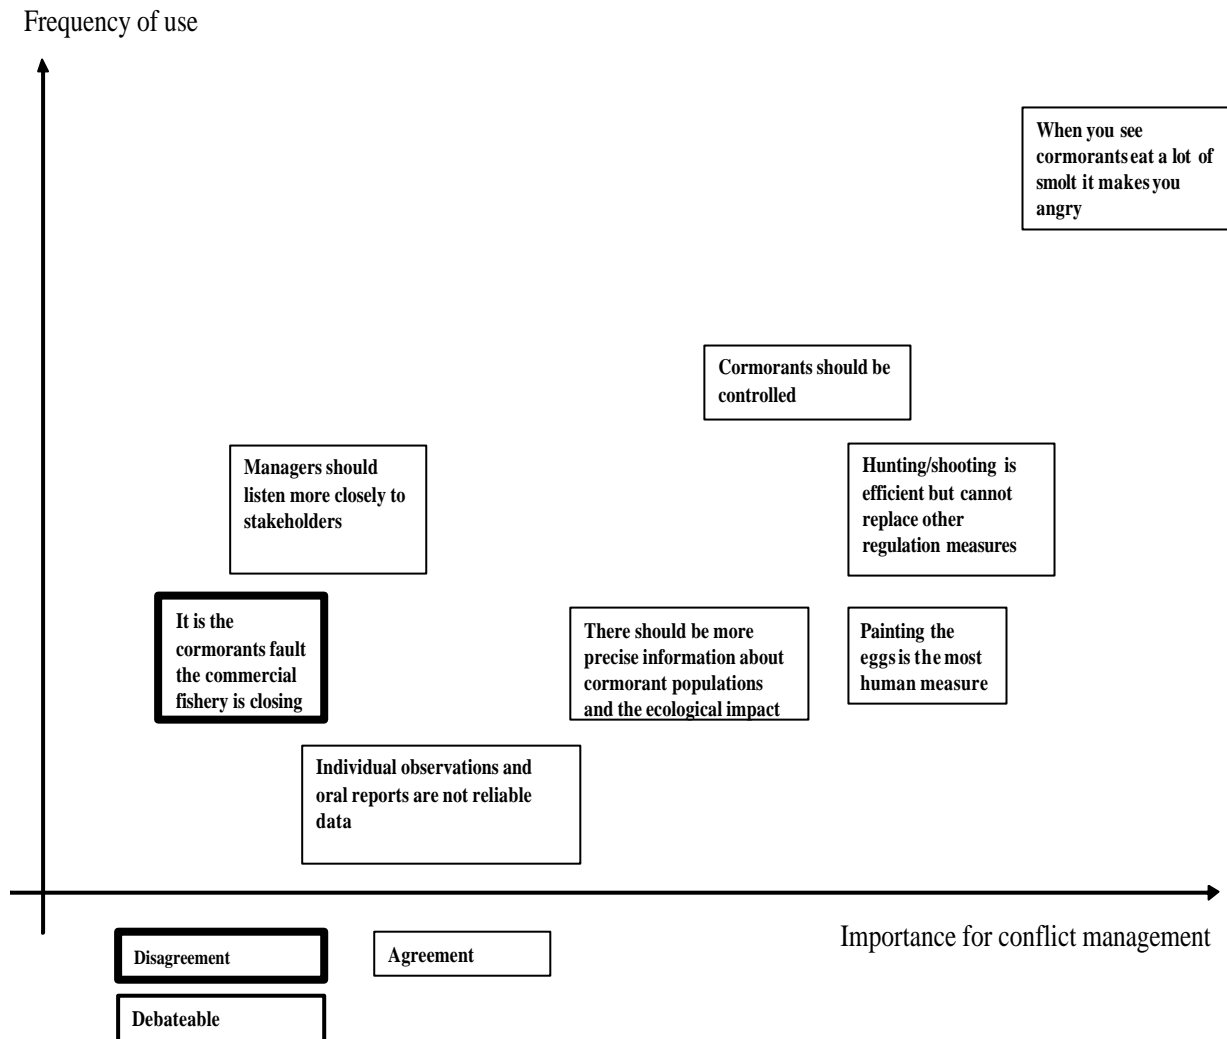 Frequency of use
When you see
cormorants eat a lot of
smolt it makes you
angry
Cormorants should be
controlled
Managers should
listen more closely to
stakeholders
Hunting/shooting is
efficient but cannot
replace other
regulation measures
It is the
cormorants fault
the commercial
fishery is closing
There should be more
precise information about
cormorant populations
and the ecological impact
Painting the
eggs is the most
human measure
Individual observations and
oral reports are not reliable
data
Importance for conflict management
Disagreement
Agreement
Debateable